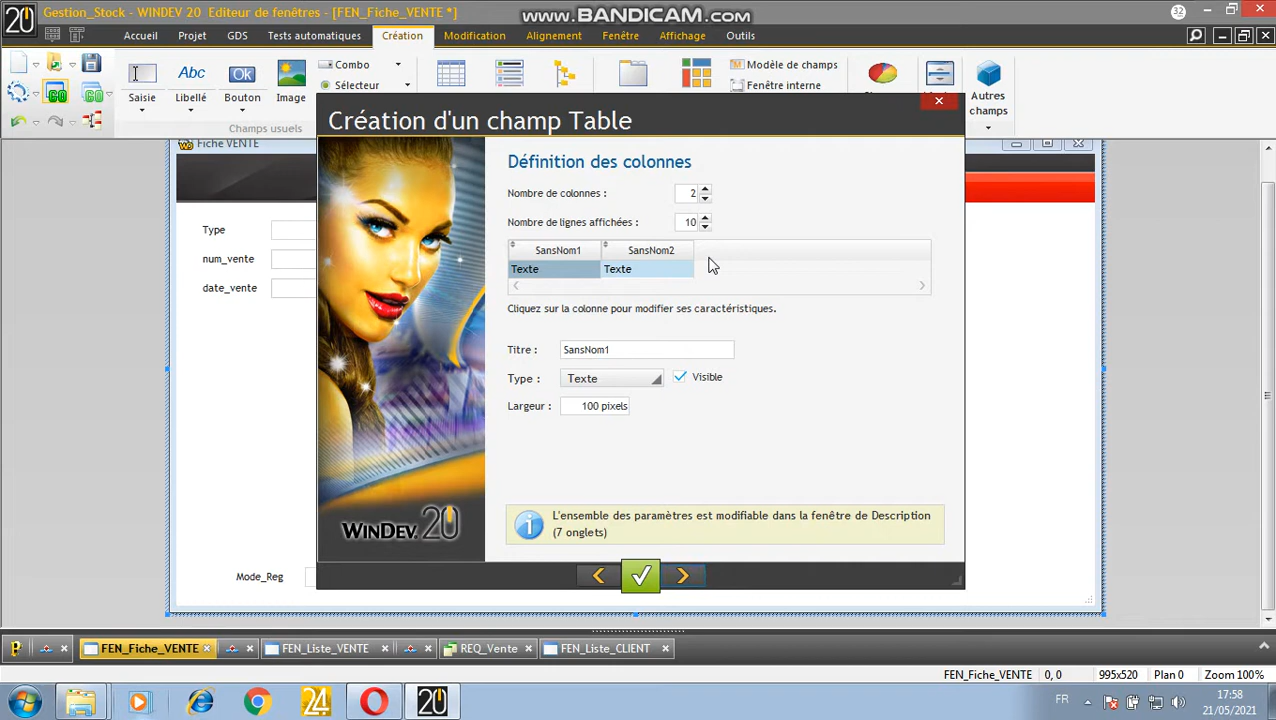 Gestion_Stock - WINDEV 20 Editeur de fenêtres - [FEN_Fiche_VENTE *]
www.BANDICAM.com
32
20
Accueil Projet GDS Tests automatiques Création Modification Alignement Fenêtre Affichage Outils
Combo
Sélecteur
Modèle de champs
Fenêtre interne
Saisie Libellé Bouton Image
Abc
Ok
Autres
champs
Champs usuels
Fiche VENTE
Création d'un champ Table
Définition des colonnes
Nombre de colonnes : 2
Nombre de lignes affichées : 10
SansNom1 SansNom2
Texte Texte
Cliquez sur la colonne pour modifier ses caractéristiques.
Titre : SansNom1
Type : Texte Visible
Largeur : 100 pixels
L'ensemble des paramètres est modifiable dans la fenêtre de Description
(7 onglets)
WINDEV 20
Type
num_vente
date_vente
Mode_Reg
FEN_Fiche_VENTE FEN_Liste_VENTE REQ_Vente FEN_Liste_CLIENT
FEN_Fiche_VENTE 0, 0 995x520 Plan 0 Zoom 100%
FR
17:58
21/05/2021